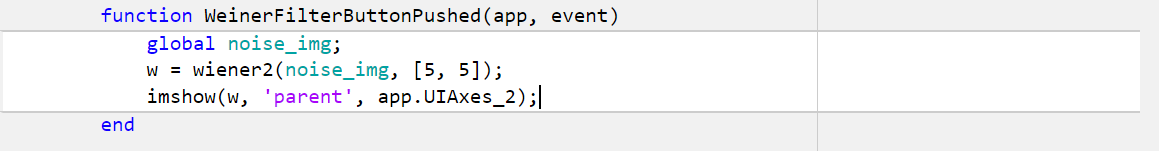 function WeinerFilterButtonPushed(app, event)
global noise_img;
w = wiener2(noise_img, [5, 5]);
imshow(w, 'parent', app.UIAxes_2);
end